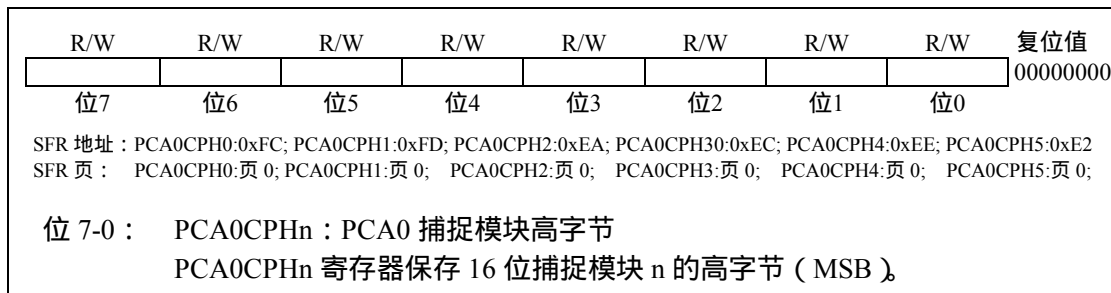 R/W R/W R/W R/W R/W R/W R/W R/W 复位值
00000000
位7 位6 位5 位4 位3 位2 位1 位0
SFR 地址：PCA0CPH0:0xFC; PCA0CPH1:0xFD; PCA0CPH2:0xEA; PCA0CPH30:0xEC; PCA0CPH4:0xEE; PCA0CPH5:0xE2
SFR 页： PCA0CPH0:页 0; PCA0CPH1:页 0; PCA0CPH2:页 0; PCA0CPH3:页 0; PCA0CPH4:页 0; PCA0CPH5:页 0;
位 7-0： PCA0CPHn：PCA0 捕捉模块高字节
PCA0CPHn 寄存器保存 16 位捕捉模块 n 的高字节（MSB）。